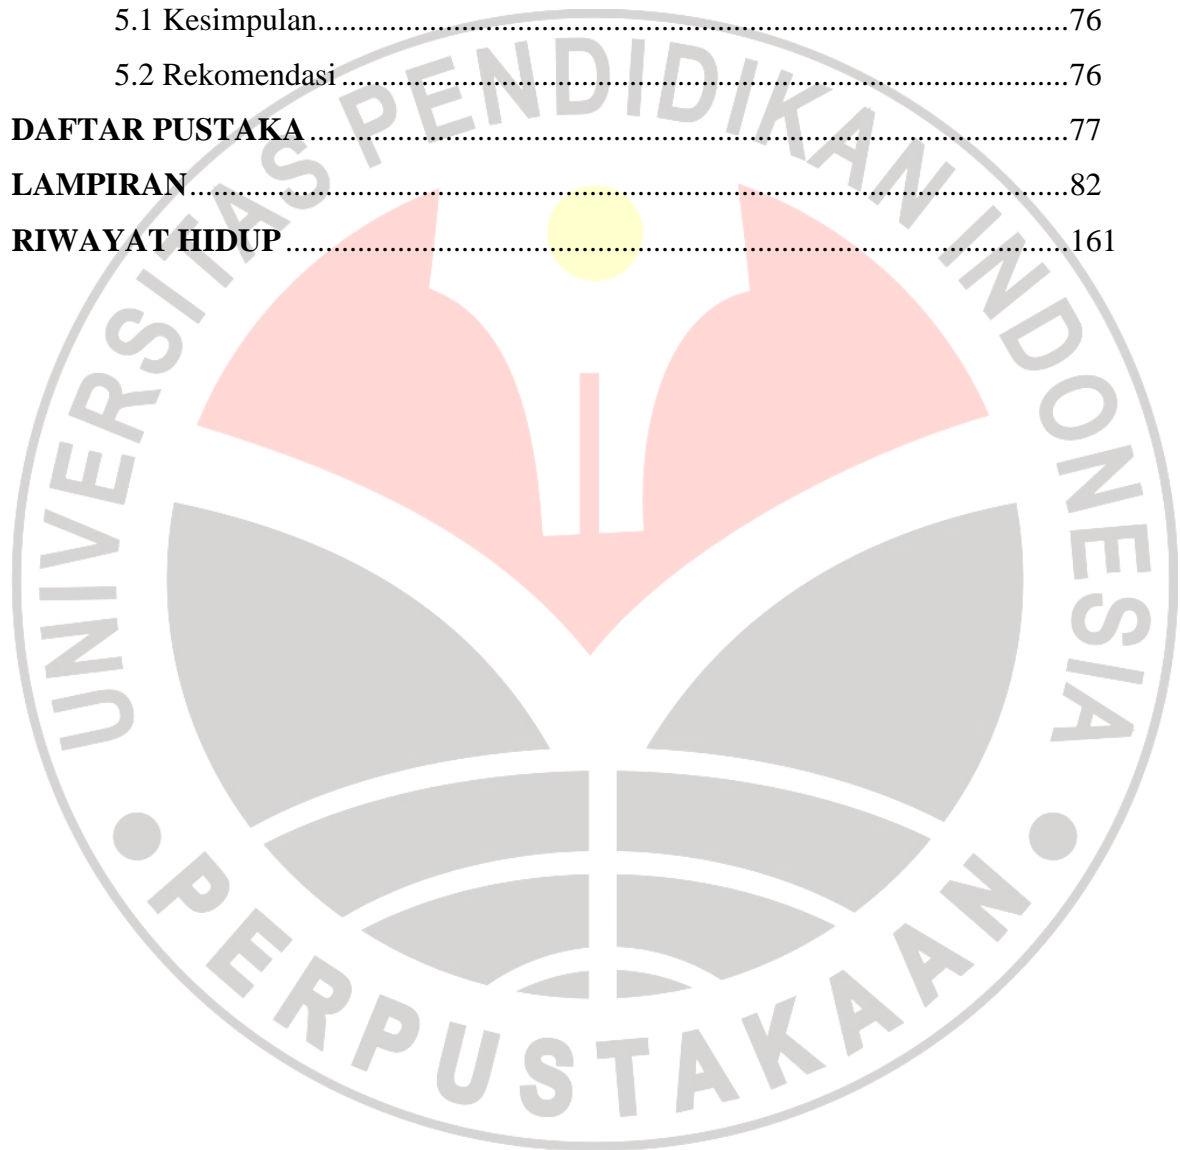 5.1 Kesimpulan..............................................................................................76
5.2 Rekomendasi...........................................................................................76
DAFTAR PUSTAKA...............................................................................................77
LAMPIRAN..............................................................................................................82
RIWAYAT HIDUP..................................................................................................161
UNIVERSITAS PENDIDIKAN INDONESIA
PERPUSTAKAAN